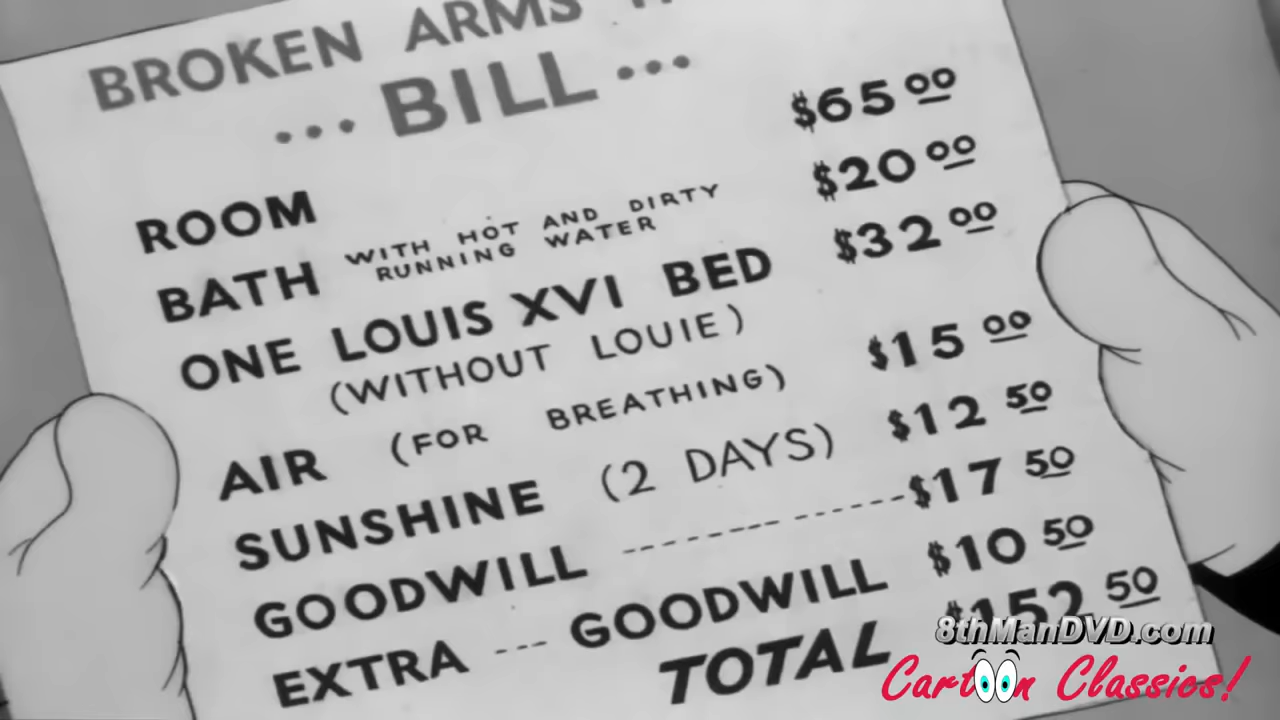 BROKEN ARMS
... BILL ...
ROOM $65 00
BATH WITH HOT AND DIRTY RUNNING WATER $20 00
ONE LOUIS XVI BED $32 00
(WITHOUT LOUIE)
AIR (FOR BREATHING) $15 00
SUNSHINE (2 DAYS) $12 50
GOODWILL ---------- $17 50
EXTRA --- GOODWILL $10 50
TOTAL $152 50
8thManDVD.com
Cartoon Classics!